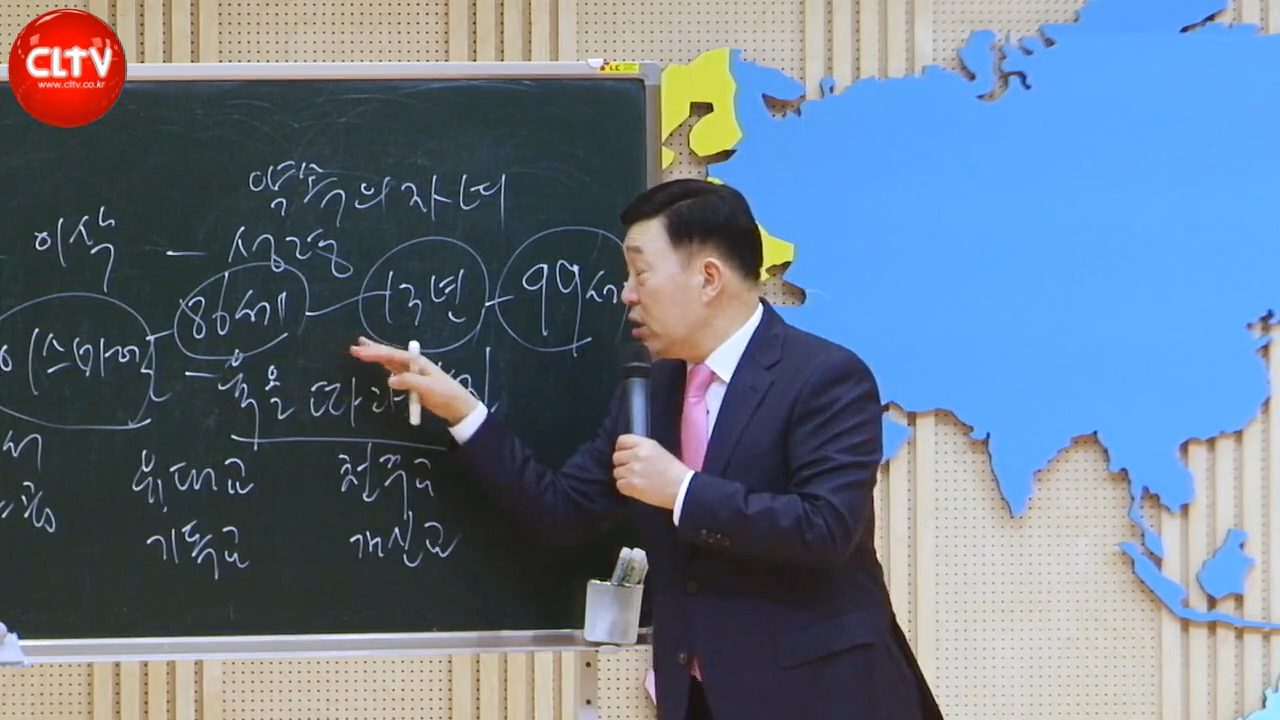 CLTV
www.cltv.co.kr
약속의 자녀
이삭 - 성령
이스마엘 86세 - 13년 - 99세
- 육을 따라
유대교 천주교
기독교 개신교